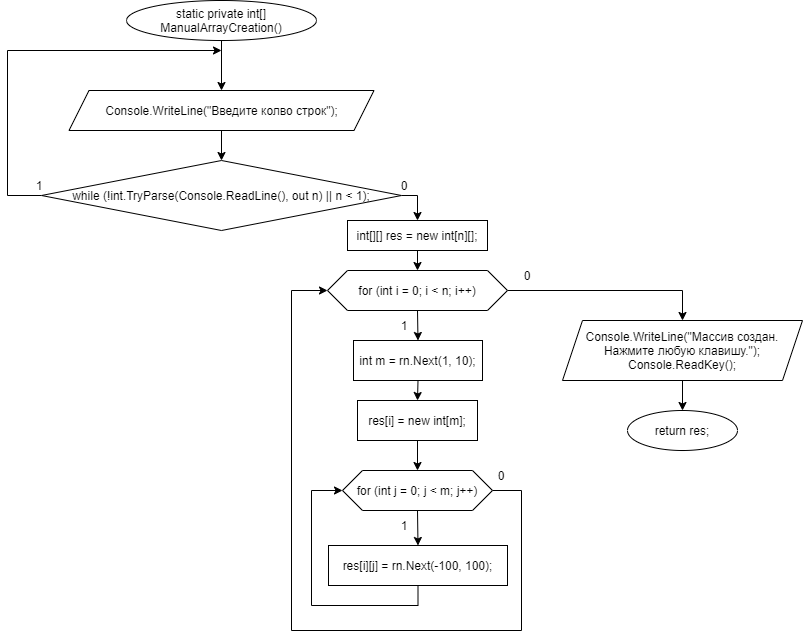 static private int[]
ManualArrayCreation()
Console.WriteLine("Введите колво строк");
1
while (!int.TryParse(Console.ReadLine(), out n) || n < 1);
0
int[][] res = new int[n][];
for (int i = 0; i < n; i++)
0
1
Console.WriteLine("Массив создан.
Нажмите любую клавишу.");
Console.ReadKey();
int m = rn.Next(1, 10);
res[i] = new int[m];
return res;
for (int j = 0; j < m; j++)
0
1
res[i][j] = rn.Next(-100, 100);